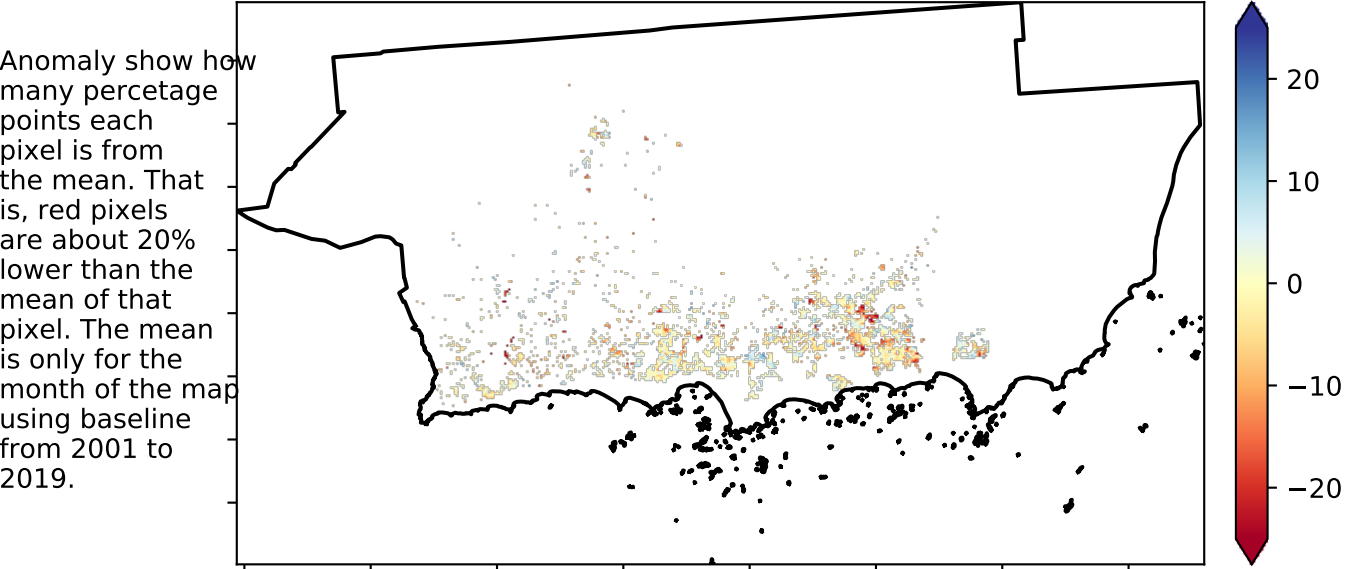 Anomaly show how
many percetage
points each
pixel is from
the mean. That
is, red pixels
are about 20%
lower than the
mean of that
pixel. The mean
is only for the
month of the map
using baseline
from 2001 to
2019.
20
10
0
−10
−20